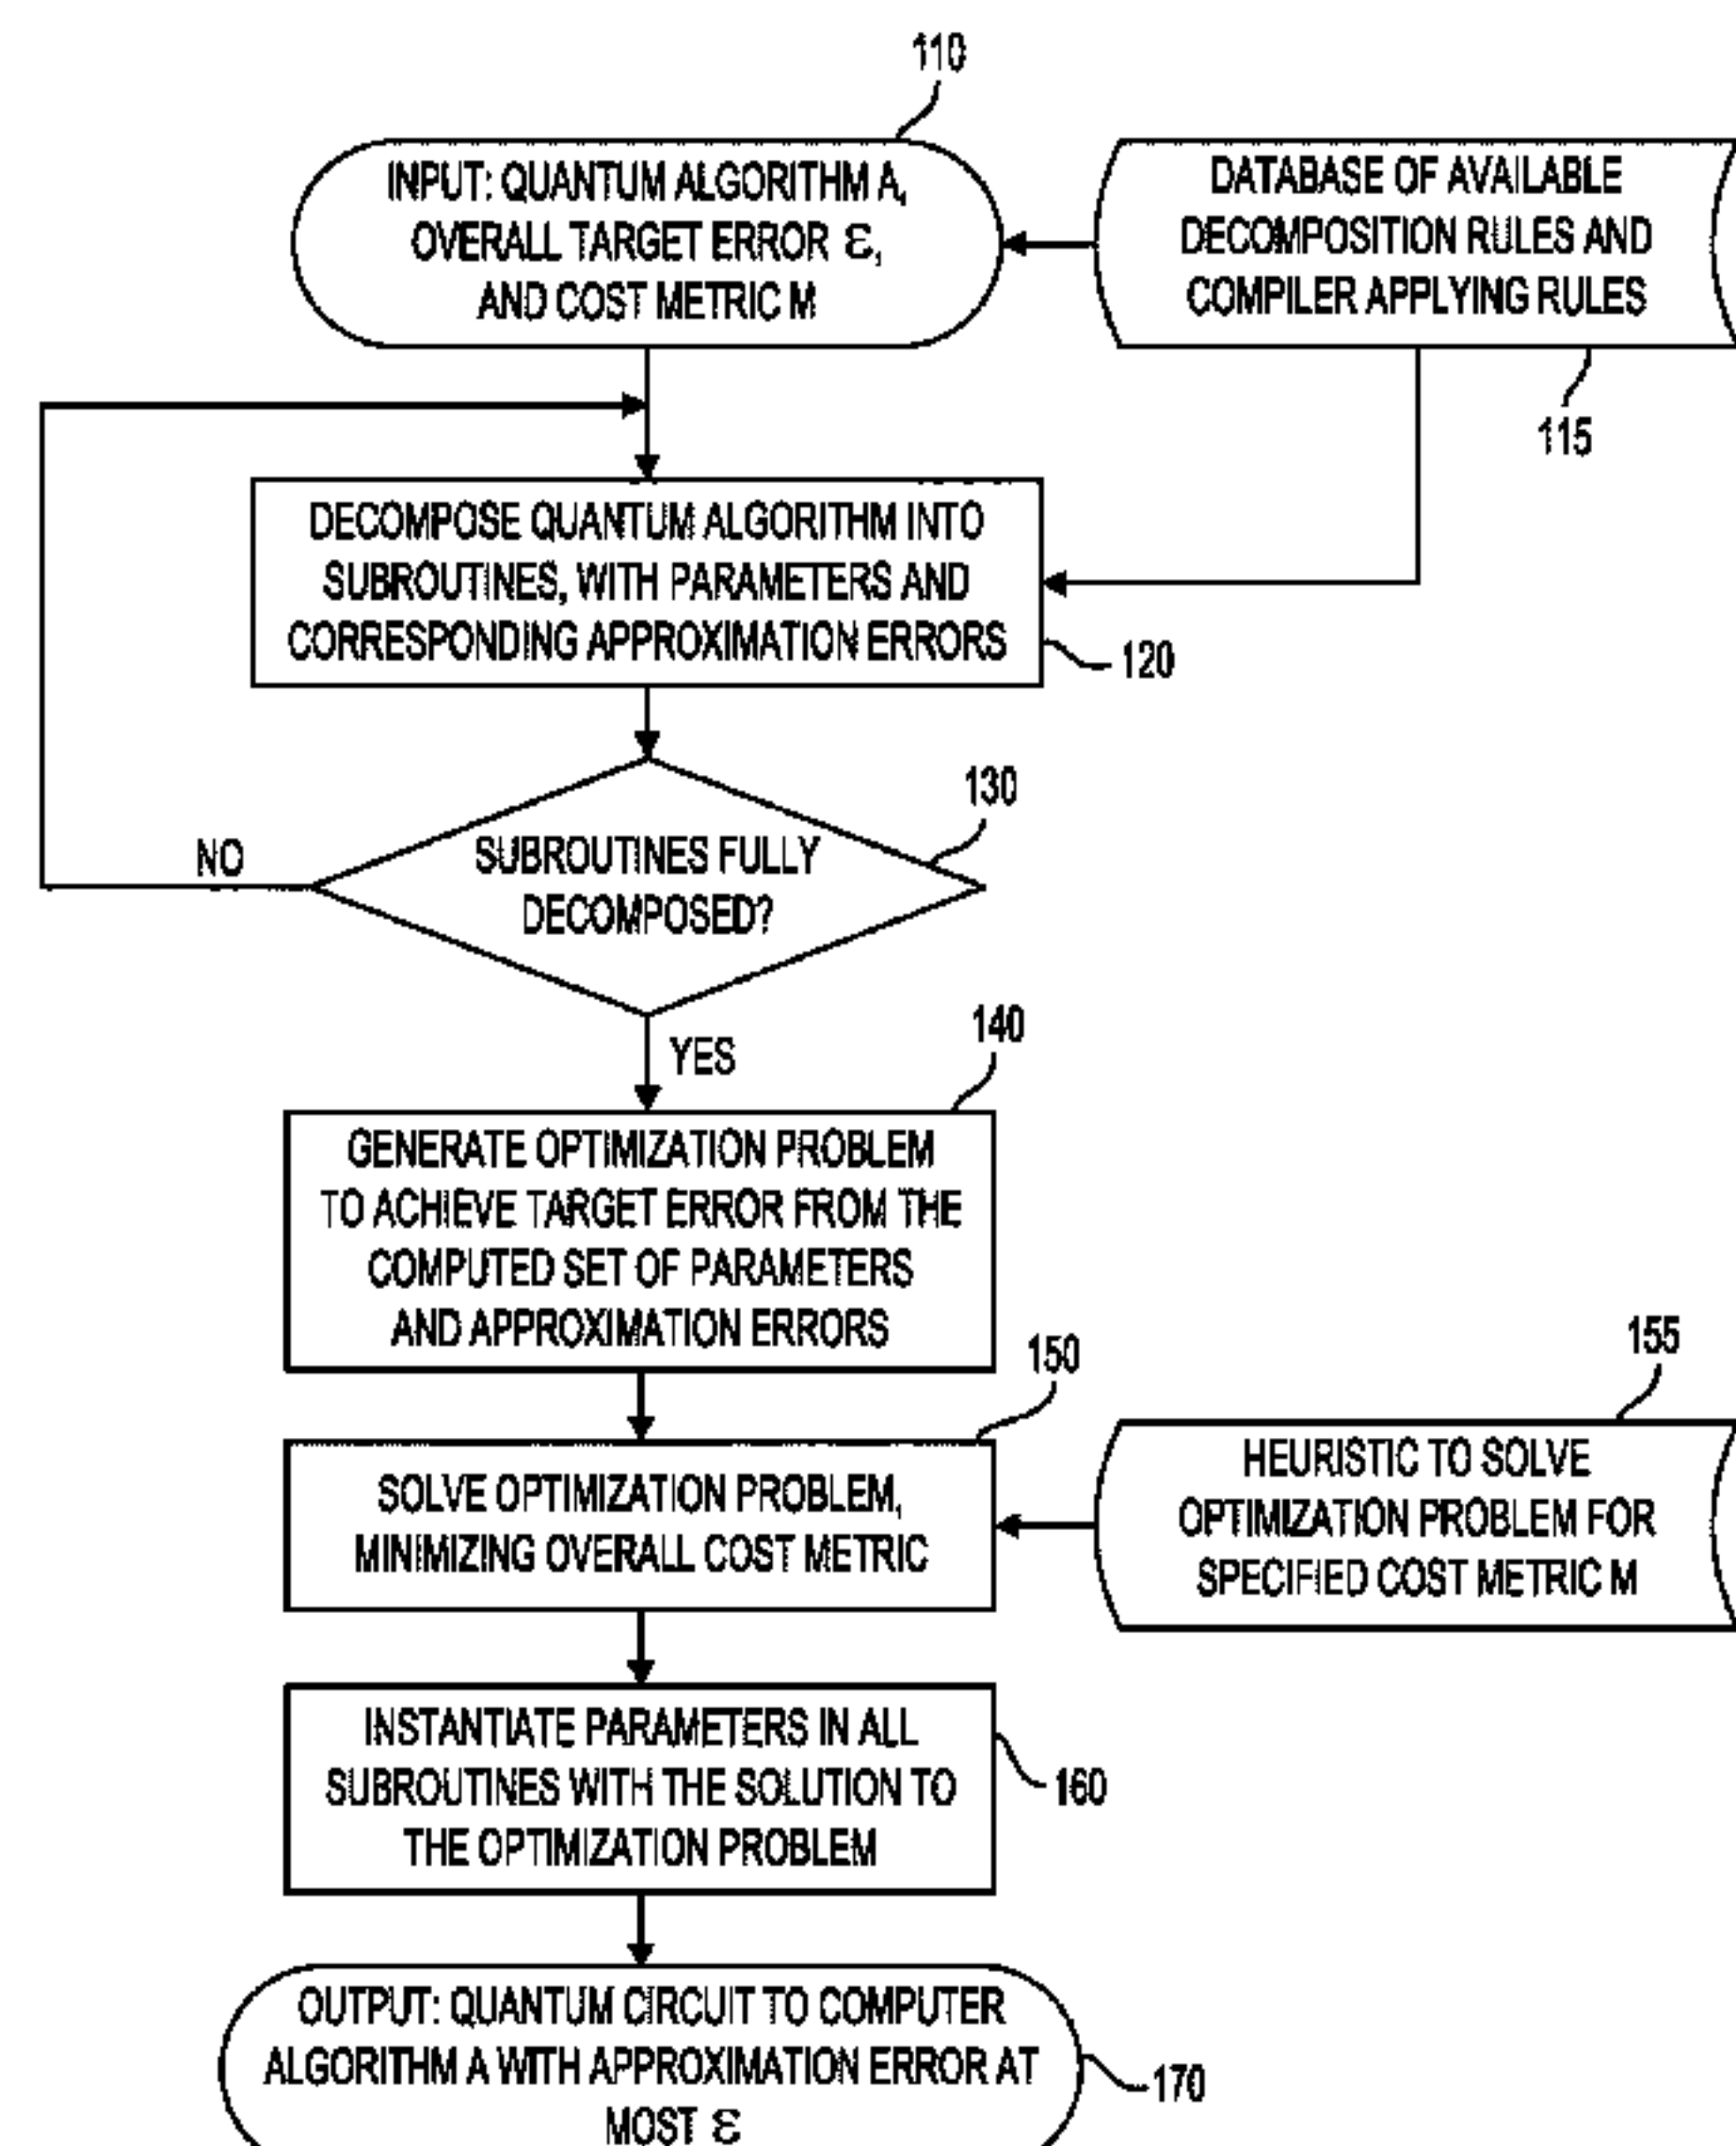 110
INPUT: QUANTUM ALGORITHM A,
OVERALL TARGET ERROR ε,
AND COST METRIC M
DATABASE OF AVAILABLE
DECOMPOSITION RULES AND
COMPILER APPLYING RULES
115
DECOMPOSE QUANTUM ALGORITHM INTO
SUBROUTINES, WITH PARAMETERS AND
CORRESPONDING APPROXIMATION ERRORS
120
130
NO
SUBROUTINES FULLY
DECOMPOSED?
YES
140
GENERATE OPTIMIZATION PROBLEM
TO ACHIEVE TARGET ERROR FROM THE
COMPUTED SET OF PARAMETERS
AND APPROXIMATION ERRORS
150
SOLVE OPTIMIZATION PROBLEM,
MINIMIZING OVERALL COST METRIC
155
HEURISTIC TO SOLVE
OPTIMIZATION PROBLEM FOR
SPECIFIED COST METRIC M
INSTANTIATE PARAMETERS IN ALL
SUBROUTINES WITH THE SOLUTION TO
THE OPTIMIZATION PROBLEM
160
OUTPUT: QUANTUM CIRCUIT TO COMPUTER
ALGORITHM A WITH APPROXIMATION ERROR AT
MOST ε
170